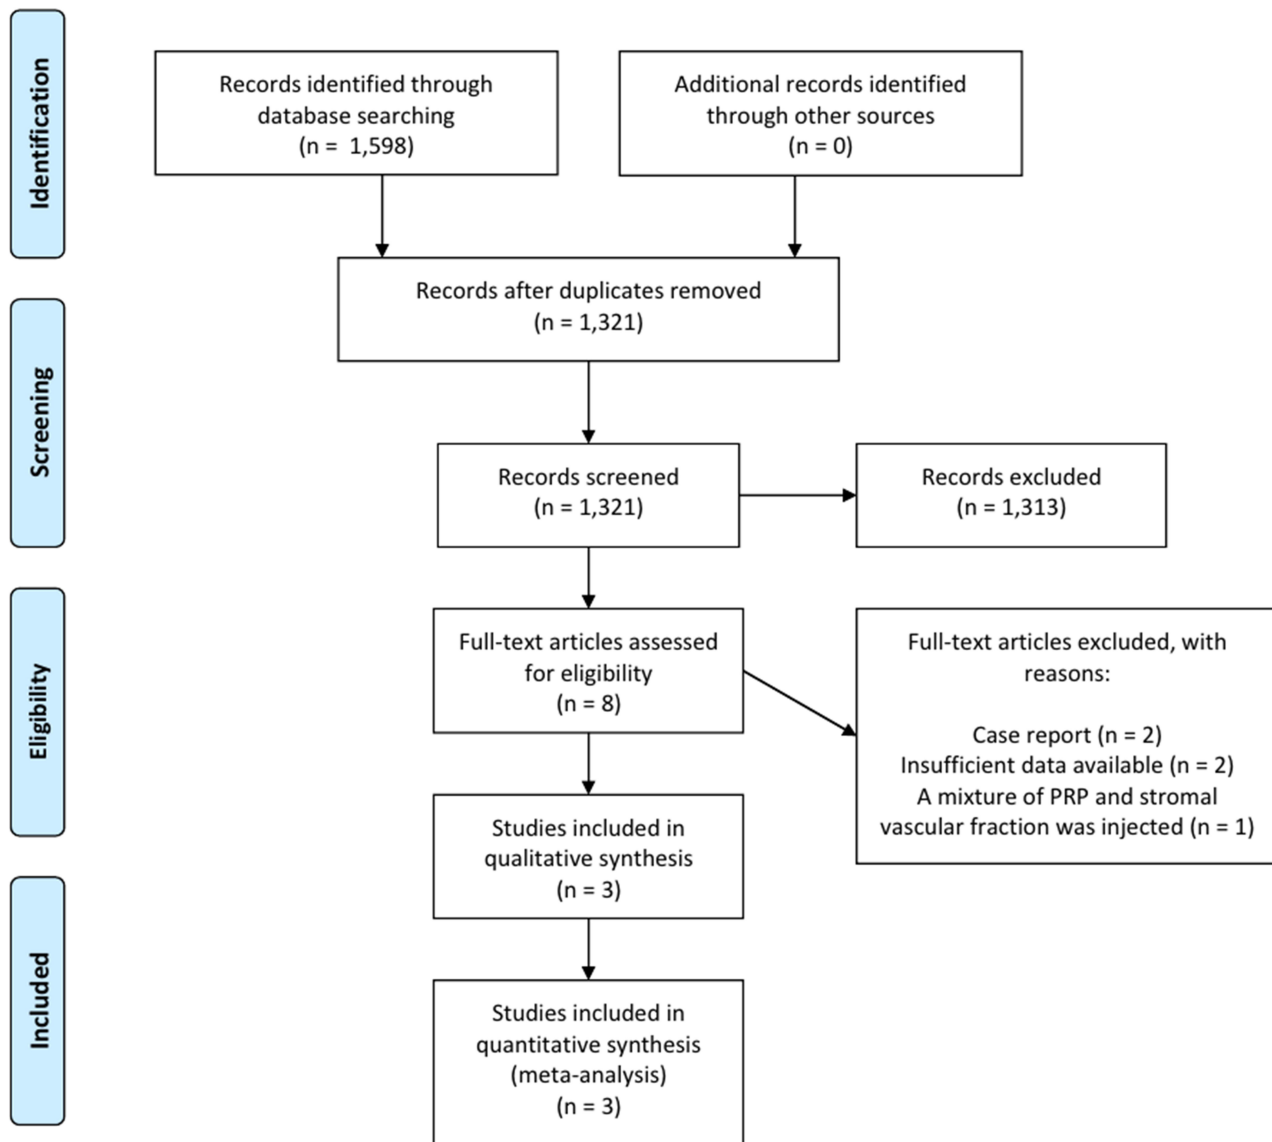 Identification
Records identified through
database searching
(n = 1,598)
Additional records identified
through other sources
(n = 0)
Records after duplicates removed
(n = 1,321)
Screening
Records screened
(n = 1,321)
Records excluded
(n = 1,313)
Eligibility
Full-text articles assessed
for eligibility
(n = 8)
Full-text articles excluded, with
reasons:
Case report (n = 2)
Insufficient data available (n = 2)
A mixture of PRP and stromal
vascular fraction was injected (n = 1)
Studies included in
qualitative synthesis
(n = 3)
Included
Studies included in
quantitative synthesis
(meta-analysis)
(n = 3)